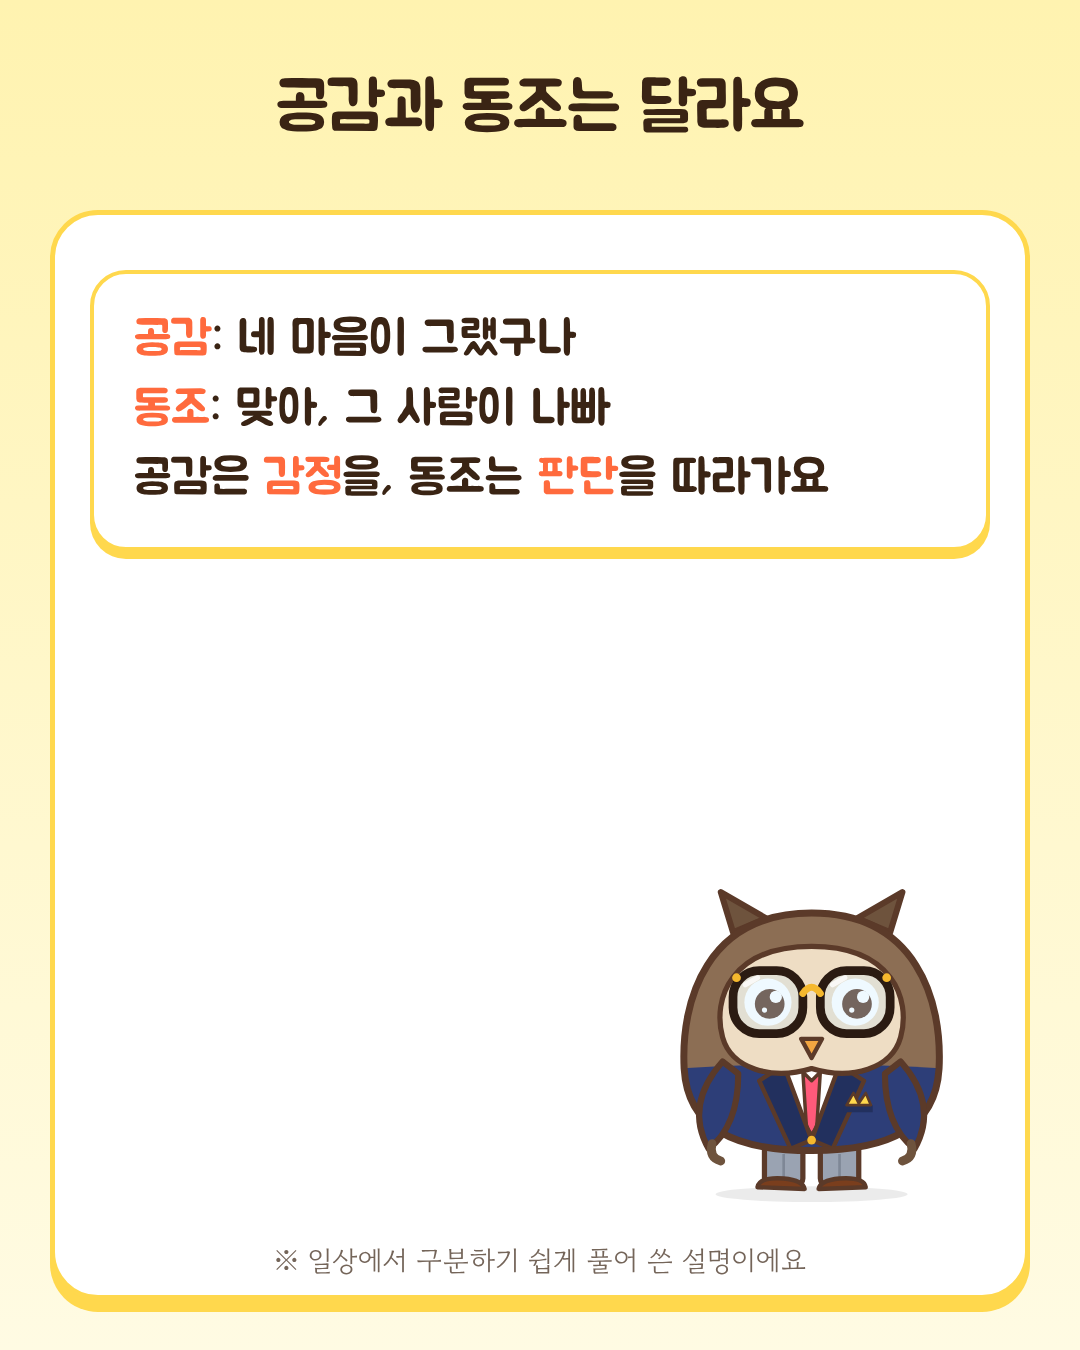 공감과 동조는 달라요
공감: 네 마음이 그랬구나
동조: 맞아, 그 사람이 나빠
공감은 감정을, 동조는 판단을 따라가요
※ 일상에서 구분하기 쉽게 풀어 쓴 설명이에요